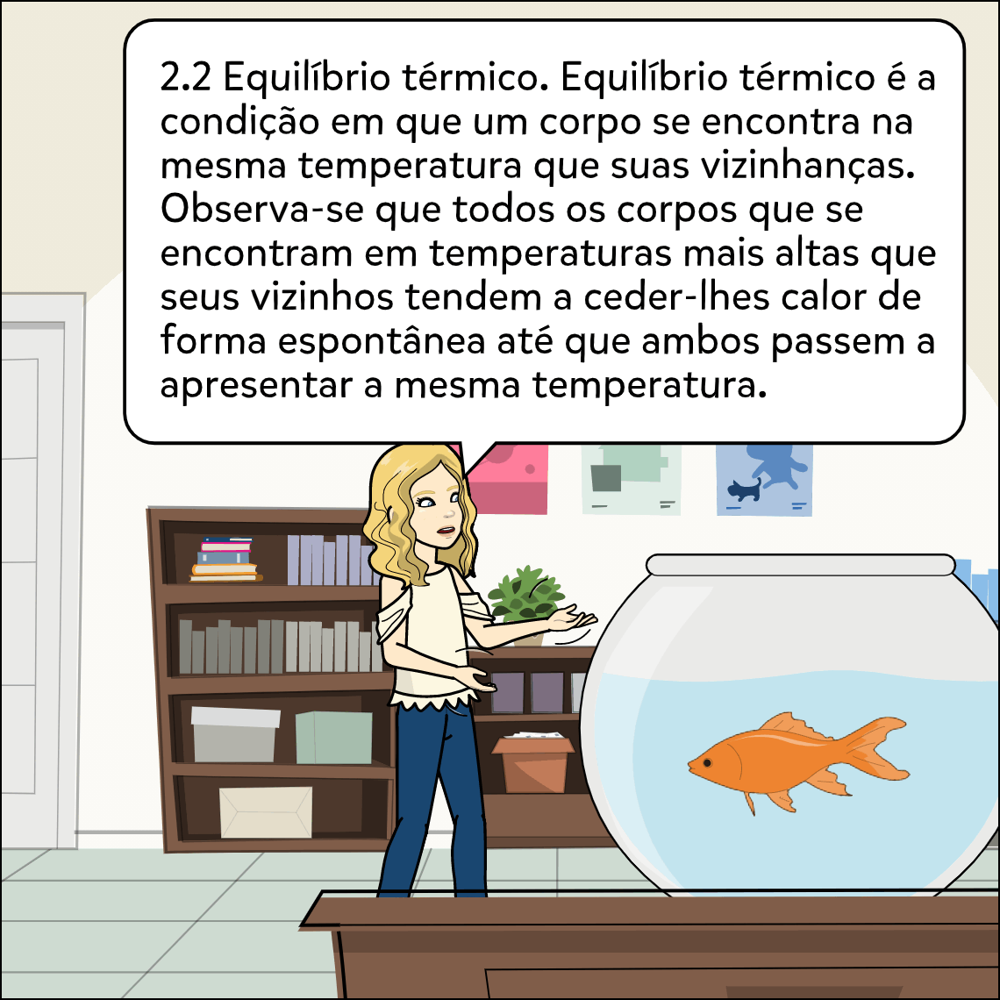 2.2 Equilíbrio térmico. Equilíbrio térmico é a
condição em que um corpo se encontra na
mesma temperatura que suas vizinhanças.
Observa-se que todos os corpos que se
encontram em temperaturas mais altas que
seus vizinhos tendem a ceder-lhes calor de
forma espontânea até que ambos passem a
apresentar a mesma temperatura.